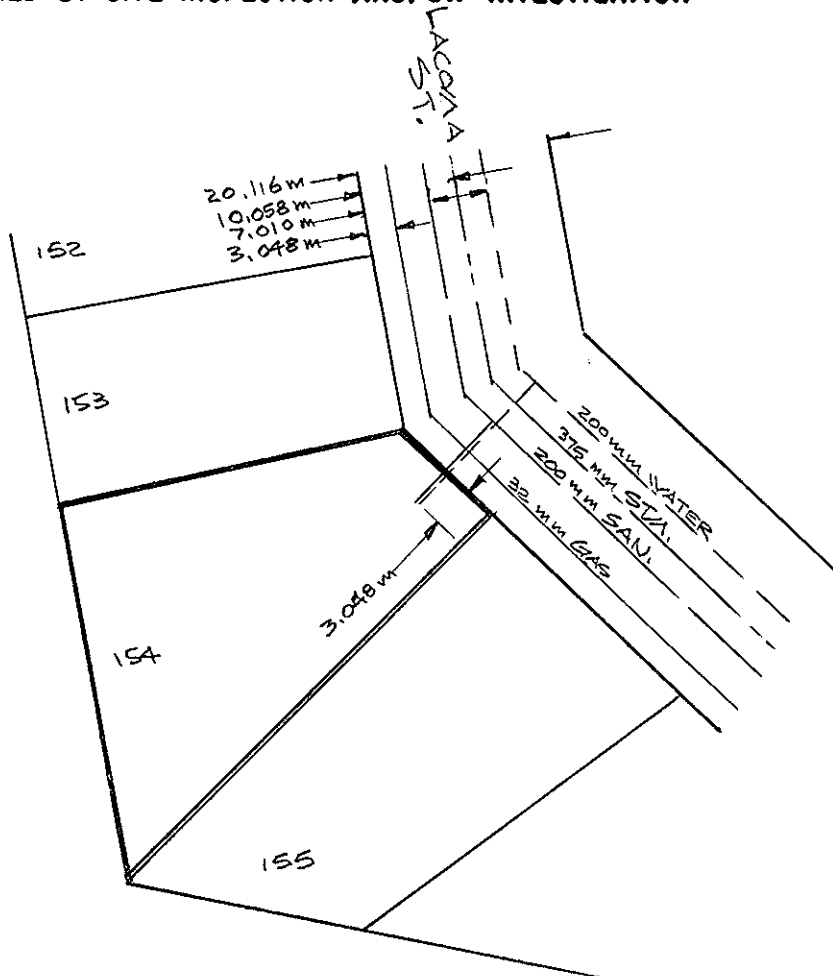 LACOMA
ST.
20.116 m
10.058 m
7.010 m
3.048 m
152
153
200 mm WATER
375 mm STM.
200 mm SAN.
32 mm GAS
3.048 m
154
155